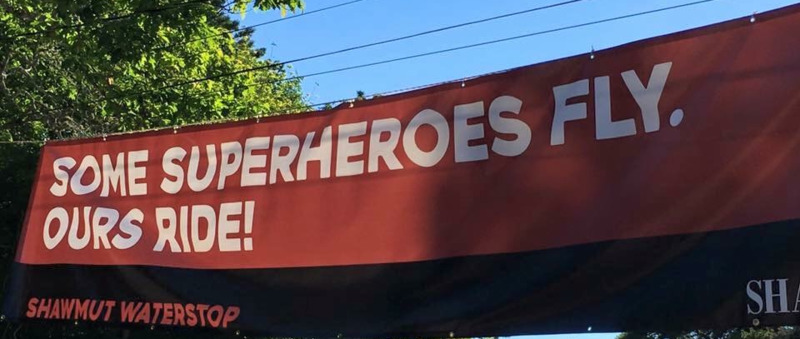 SOME SUPERHEROES FLY.
OURS RIDE!
SHAWMUT WATERSTOP